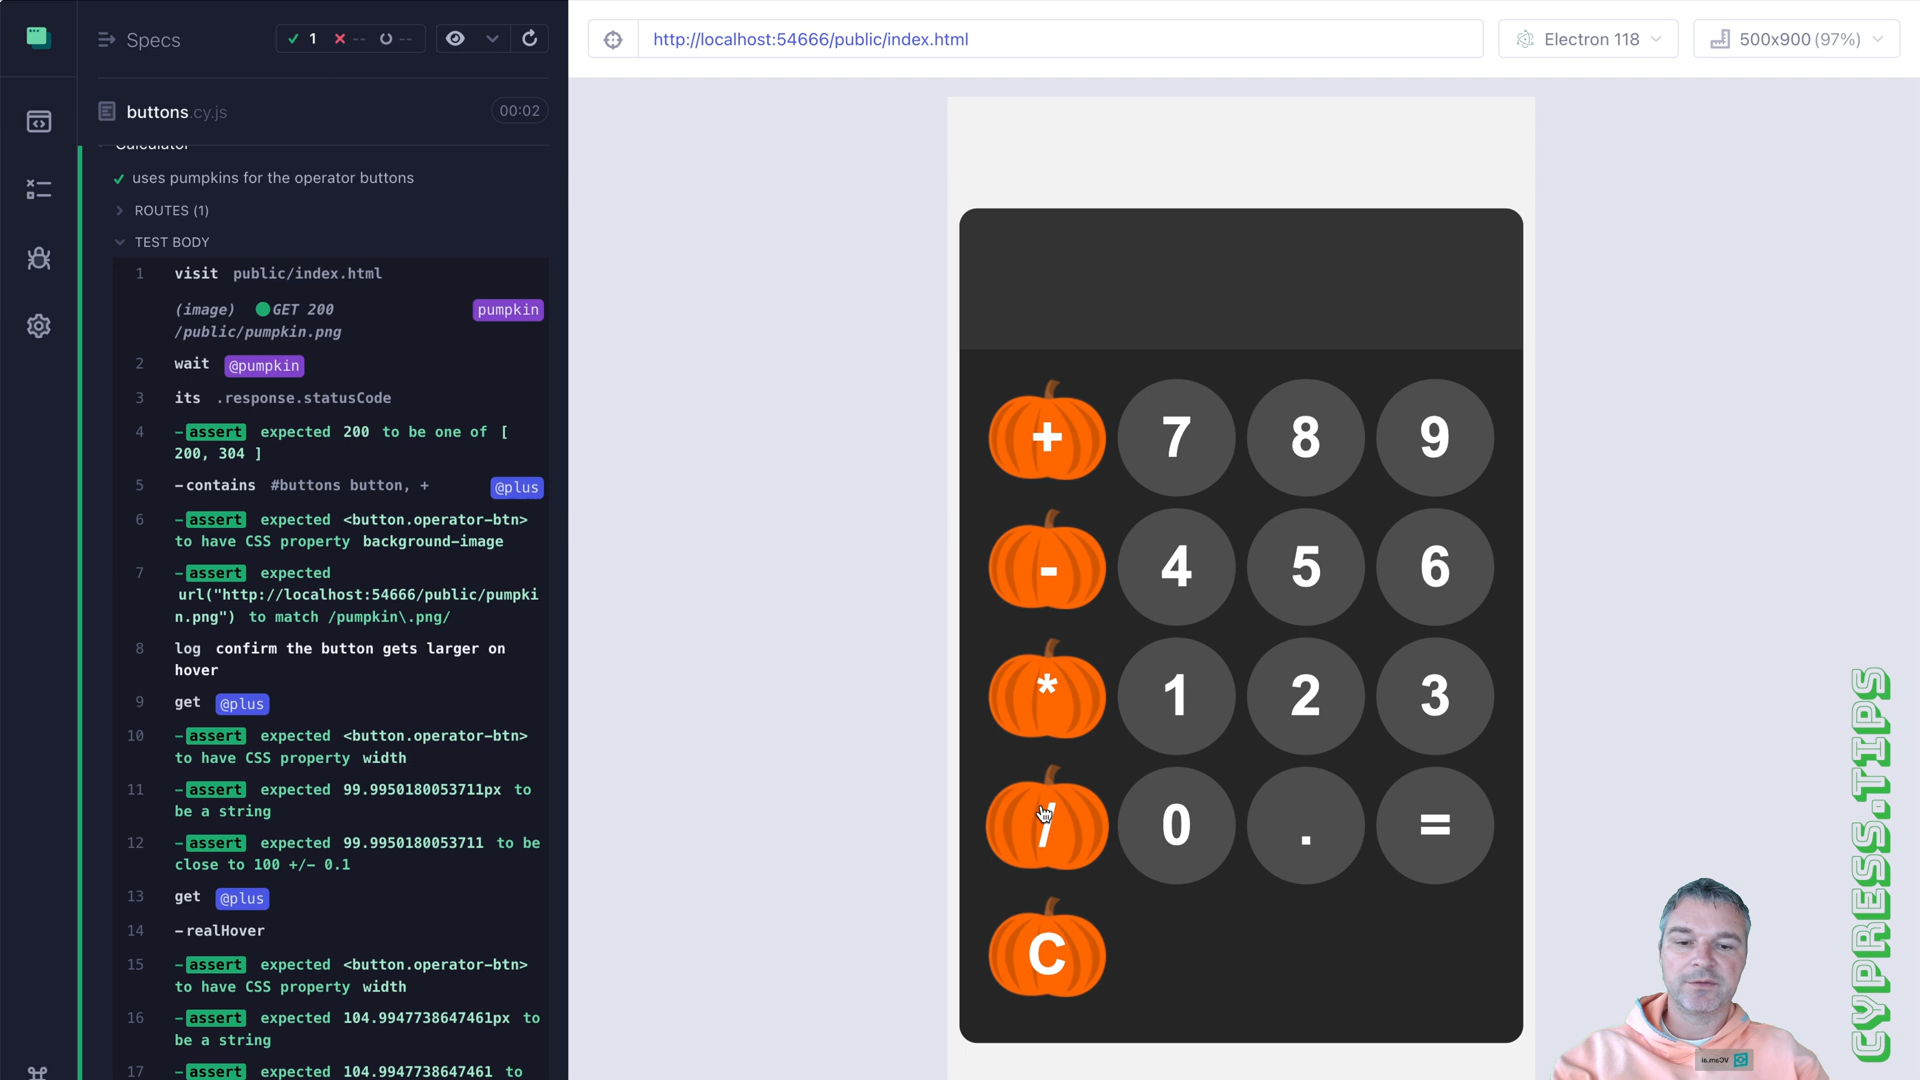 Specs
1
--
--
http://localhost:54666/public/index.html
Electron 118
500x900 (97%)
buttons.cy.js
00:02
Calculator
uses pumpkins for the operator buttons
ROUTES (1)
TEST BODY
1 visit public/index.html
(image) GET 200 pumpkin
/public/pumpkin.png
2 wait @pumpkin
3 its .response.statusCode
4 -assert expected 200 to be one of [
200, 304 ]
5 -contains #buttons button, + @plus
6 -assert expected <button.operator-btn>
to have CSS property background-image
7 -assert expected
url("http://localhost:54666/public/pumpki
n.png") to match /pumpkin\.png/
8 log confirm the button gets larger on
hover
9 get @plus
10 -assert expected <button.operator-btn>
to have CSS property width
11 -assert expected 99.9950180053711px to
be a string
12 -assert expected 99.9950180053711 to be
close to 100 +/- 0.1
13 get @plus
14 -realHover
15 -assert expected <button.operator-btn>
to have CSS property width
16 -assert expected 104.9947738647461px to
be a string
17 -assert expected 104.9947738647461 to
+ 7 8 9
- 4 5 6
* 1 2 3
/ 0 . =
C
CYPRESS.TIPS
VCam.ai